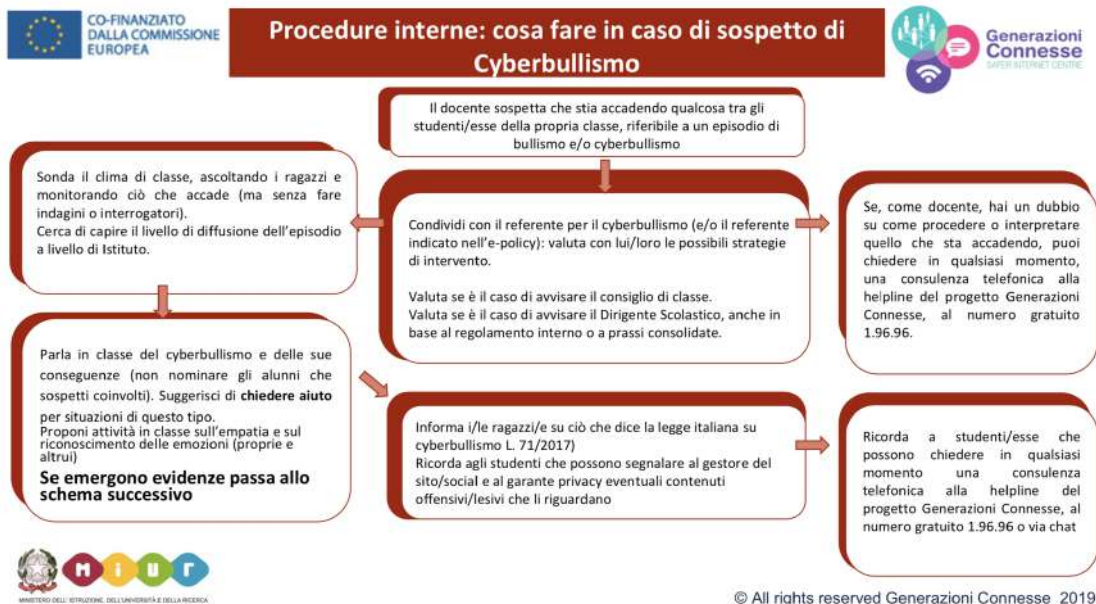 CO-FINANZIATO
DALLA COMMISSIONE
EUROPEA
Procedure interne: cosa fare in caso di sospetto di
Cyberbullismo
Generazioni
Connesse
SAFER INTERNET CENTRE
Il docente sospetta che stia accadendo qualcosa tra gli
studenti/esse della propria classe, riferibile a un episodio di
bullismo e/o cyberbullismo
Sonda il clima di classe, ascoltando i ragazzi e
monitorando ciò che accade (ma senza fare
indagini o interrogatori).
Cerca di capire il livello di diffusione dell'episodio
a livello di Istituto.
Condividi con il referente per il cyberbullismo (e/o il referente
indicato nell'e-policy): valuta con lui/loro le possibili strategie
di intervento.
Valuta se è il caso di avvisare il consiglio di classe.
Valuta se è il caso di avvisare il Dirigente Scolastico, anche in
base al regolamento interno o a prassi consolidate.
Se, come docente, hai un dubbio
su come procedere o interpretare
quello che sta accadendo, puoi
chiedere in qualsiasi momento,
una consulenza telefonica alla
helpline del progetto Generazioni
Connesse, al numero gratuito
1.96.96.
Parla in classe del cyberbullismo e delle sue
conseguenze (non nominare gli alunni che
sospetti coinvolti). Suggerisci di chiedere aiuto
per situazioni di questo tipo.
Proponi attività in classe sull'empatia e sul
riconoscimento delle emozioni (proprie e
altrui)
Se emergono evidenze passa allo
schema successivo
Informa i/le ragazzi/e su ciò che dice la legge italiana su
cyberbullismo L. 71/2017)
Ricorda agli studenti che possono segnalare al gestore del
sito/social e al garante privacy eventuali contenuti
offensivi/lesivi che li riguardano
Ricorda a studenti/esse che
possono chiedere in qualsiasi
momento una consulenza
telefonica alla helpline del
progetto Generazioni Connesse, al
numero gratuito 1.96.96 o via chat
MIUR
MINISTERO DELL'ISTRUZIONE, DELL'UNIVERSITÀ E DELLA RICERCA
© All rights reserved Generazioni Connesse 2019